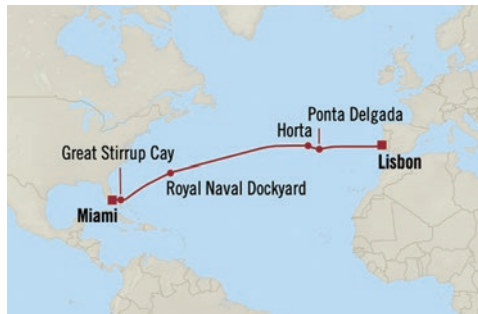 Ponta Delgada
Horta
Great Stirrup Cay
Lisbon
Royal Naval Dockyard
Miami